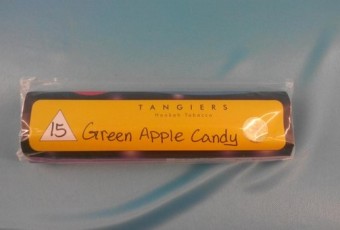 TANGIERS
Hookah Tobacco
15 Green Apple Candy